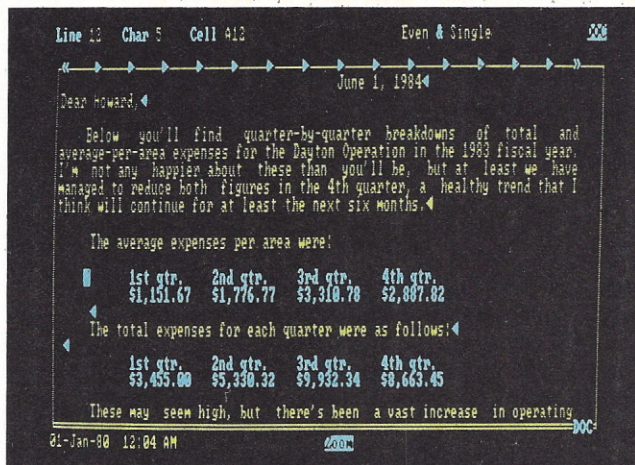 Line 12 Char 5 Cell A12 Even & Single
June 1, 1984
Dear Howard,
Below you'll find quarter-by-quarter breakdowns of total and
average-per-area expenses for the Dayton Operation in the 1983 fiscal year.
I'm not any happier about these than you'll be, but at least we have
managed to reduce both figures in the 4th quarter, a healthy trend that I
think will continue for at least the next six months.
The average expenses per area were:
1st qtr. 2nd qtr. 3rd qtr. 4th qtr.
$1,151.67 $1,776.77 $3,310.78 $2,887.82
The total expenses for each quarter were as follows:
1st qtr. 2nd qtr. 3rd qtr. 4th qtr.
$3,455.00 $5,330.32 $9,932.34 $8,663.45
These may seem high, but there's been a vast increase in operating
DOC
01-Jan-80 12:04 AM Zoom